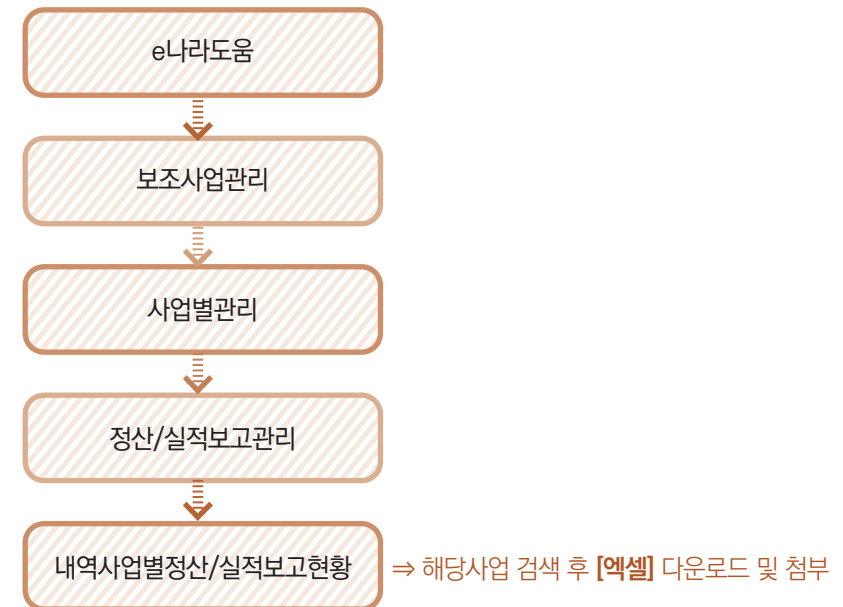 e나라도움
보조사업관리
사업별관리
정산/실적보고관리
내역사업별정산/실적보고현황 ⇒ 해당사업 검색 후 [엑셀] 다운로드 및 첨부